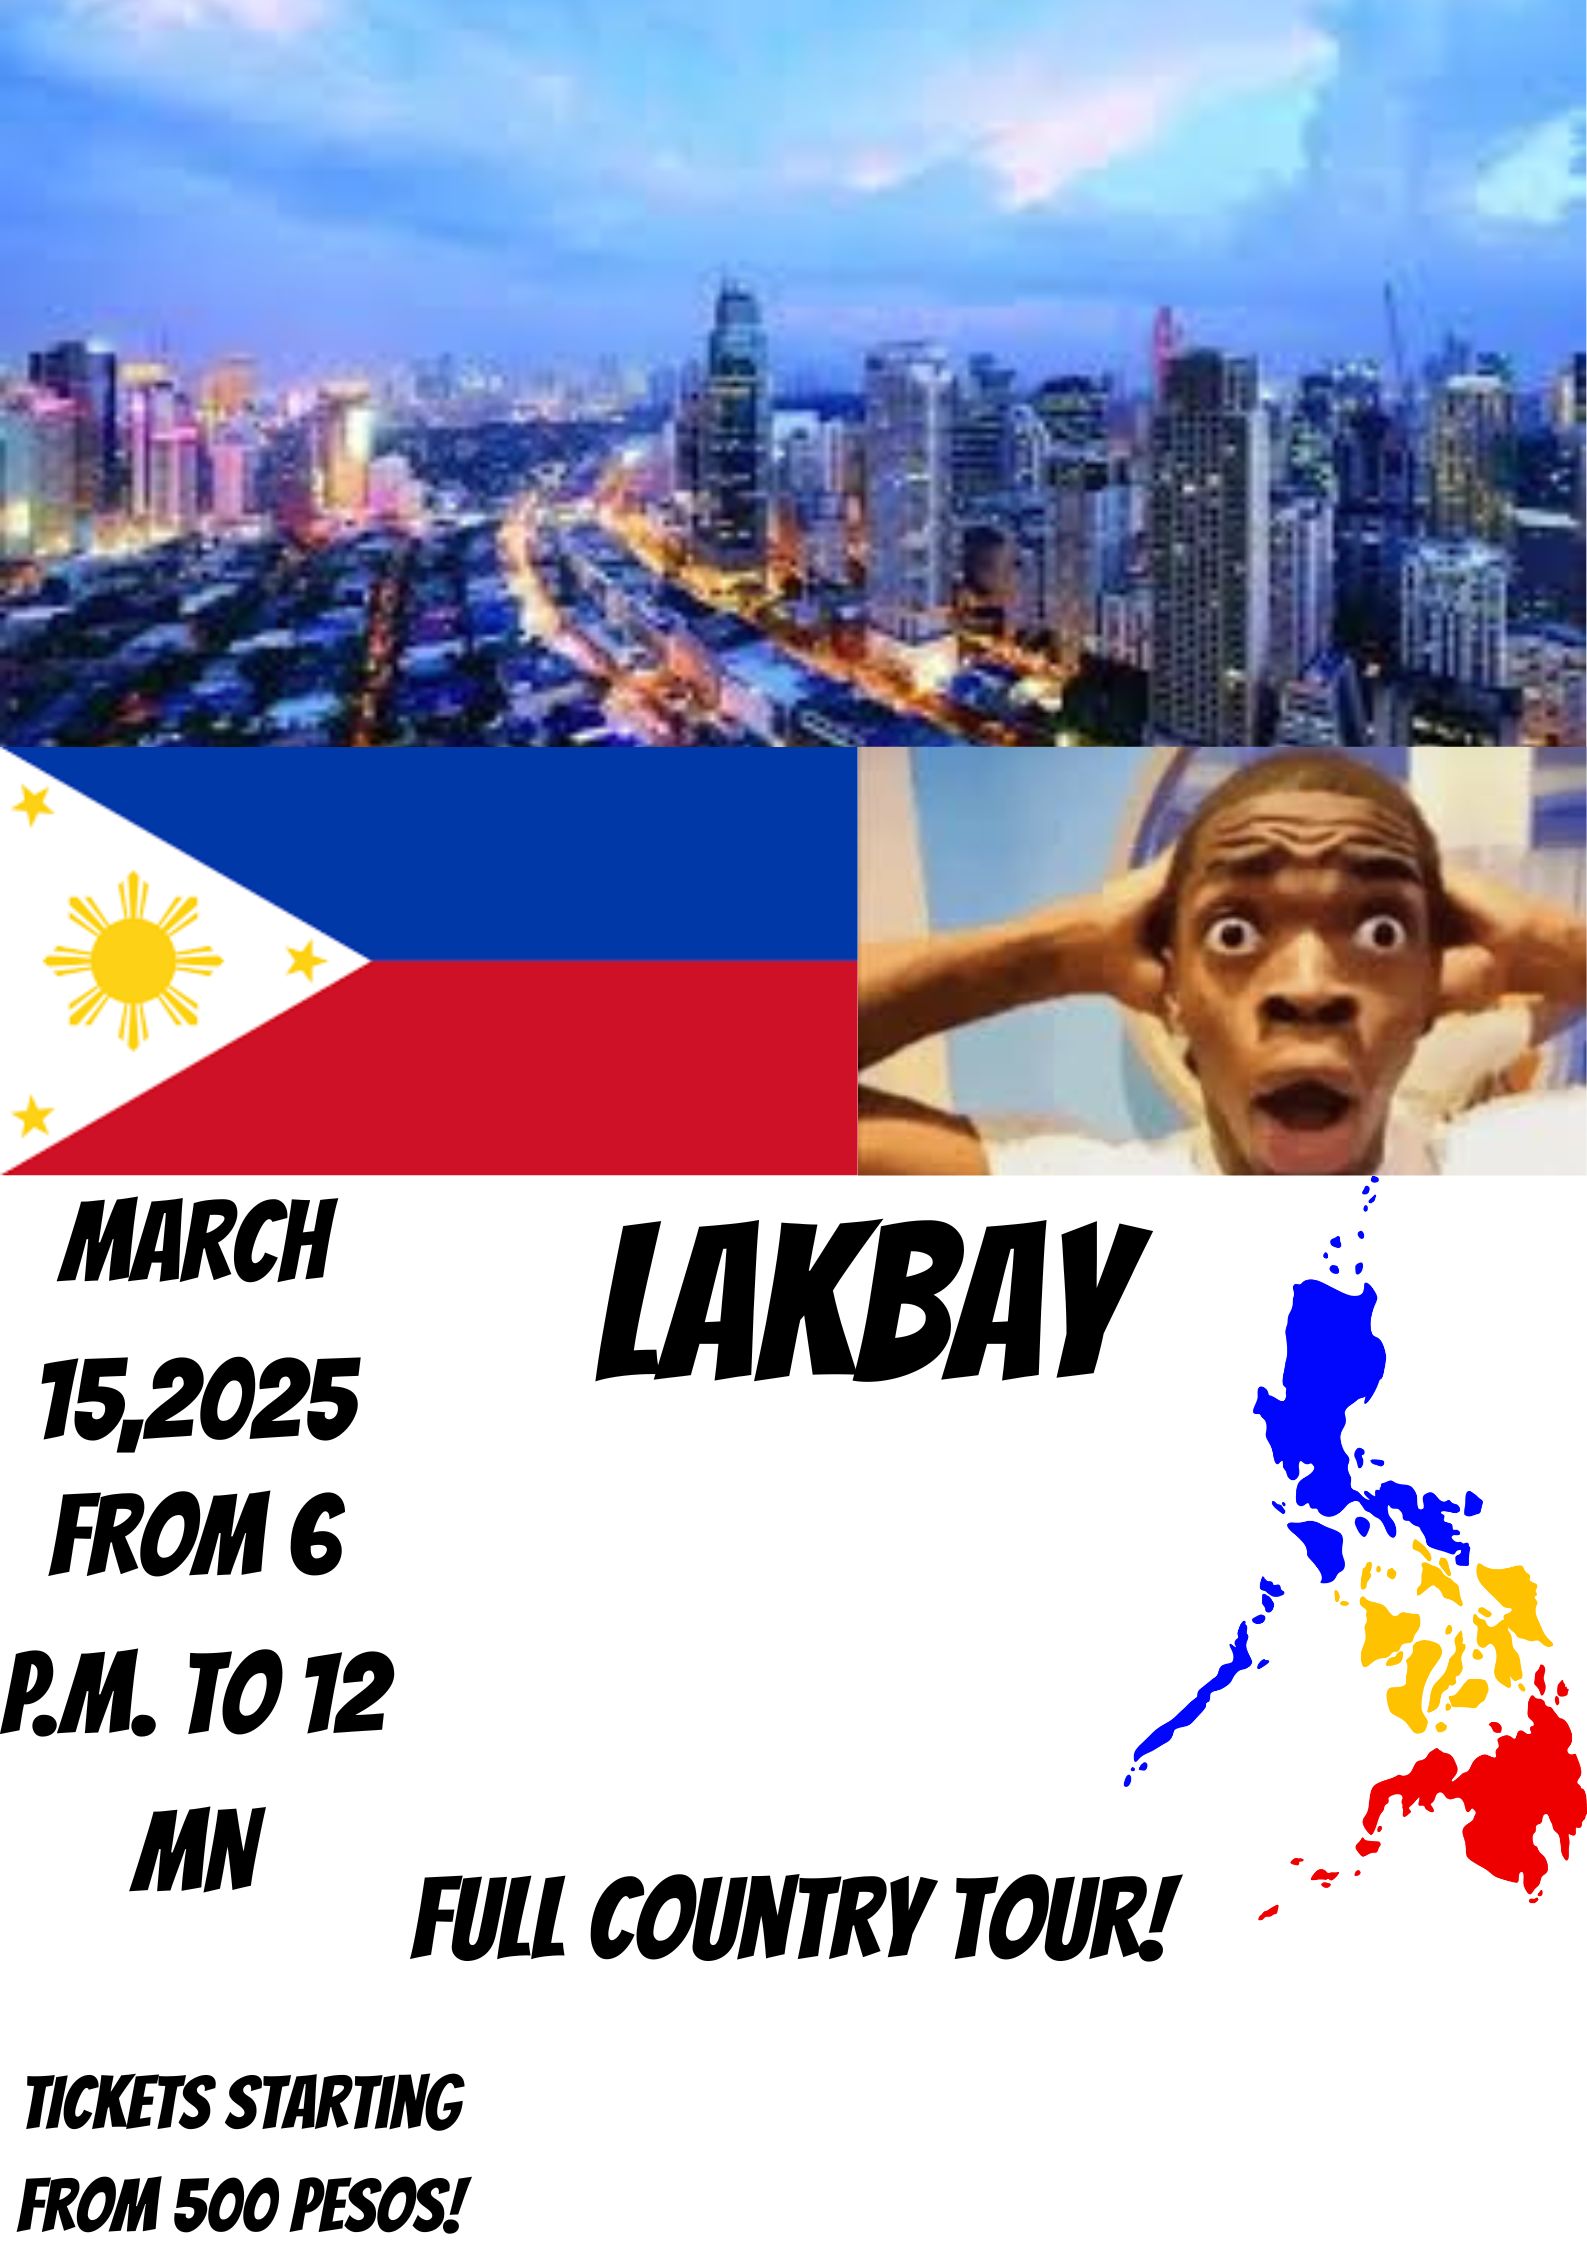 MARCH
15,2025
FROM 6
P.M. TO 12
MN
LAKBAY
FULL COUNTRY TOUR!
TICKETS STARTING
FROM 500 PESOS!